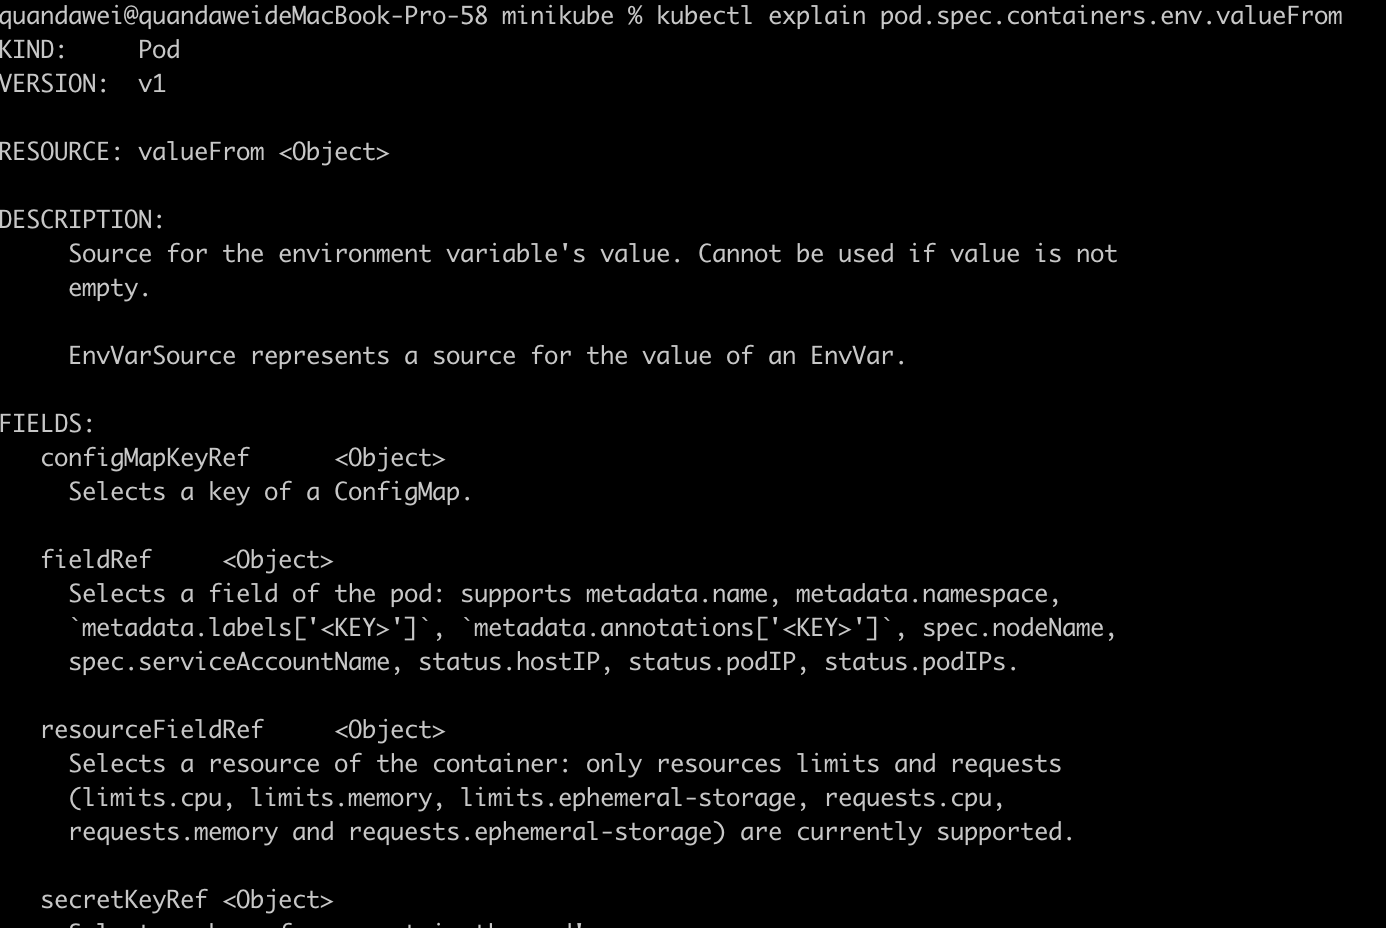 quandawei@quandaweideMacBook-Pro-58 minikube % kubectl explain pod.spec.containers.env.valueFrom
KIND:     Pod
VERSION:  v1
RESOURCE: valueFrom <Object>
DESCRIPTION:
Source for the environment variable's value. Cannot be used if value is not
empty.
EnvVarSource represents a source for the value of an EnvVar.
FIELDS:
configMapKeyRef      <Object>
Selects a key of a ConfigMap.
fieldRef     <Object>
Selects a field of the pod: supports metadata.name, metadata.namespace,
`metadata.labels['<KEY>']`, `metadata.annotations['<KEY>']`, spec.nodeName,
spec.serviceAccountName, status.hostIP, status.podIP, status.podIPs.
resourceFieldRef     <Object>
Selects a resource of the container: only resources limits and requests
(limits.cpu, limits.memory, limits.ephemeral-storage, requests.cpu,
requests.memory and requests.ephemeral-storage) are currently supported.
secretKeyRef <Object>